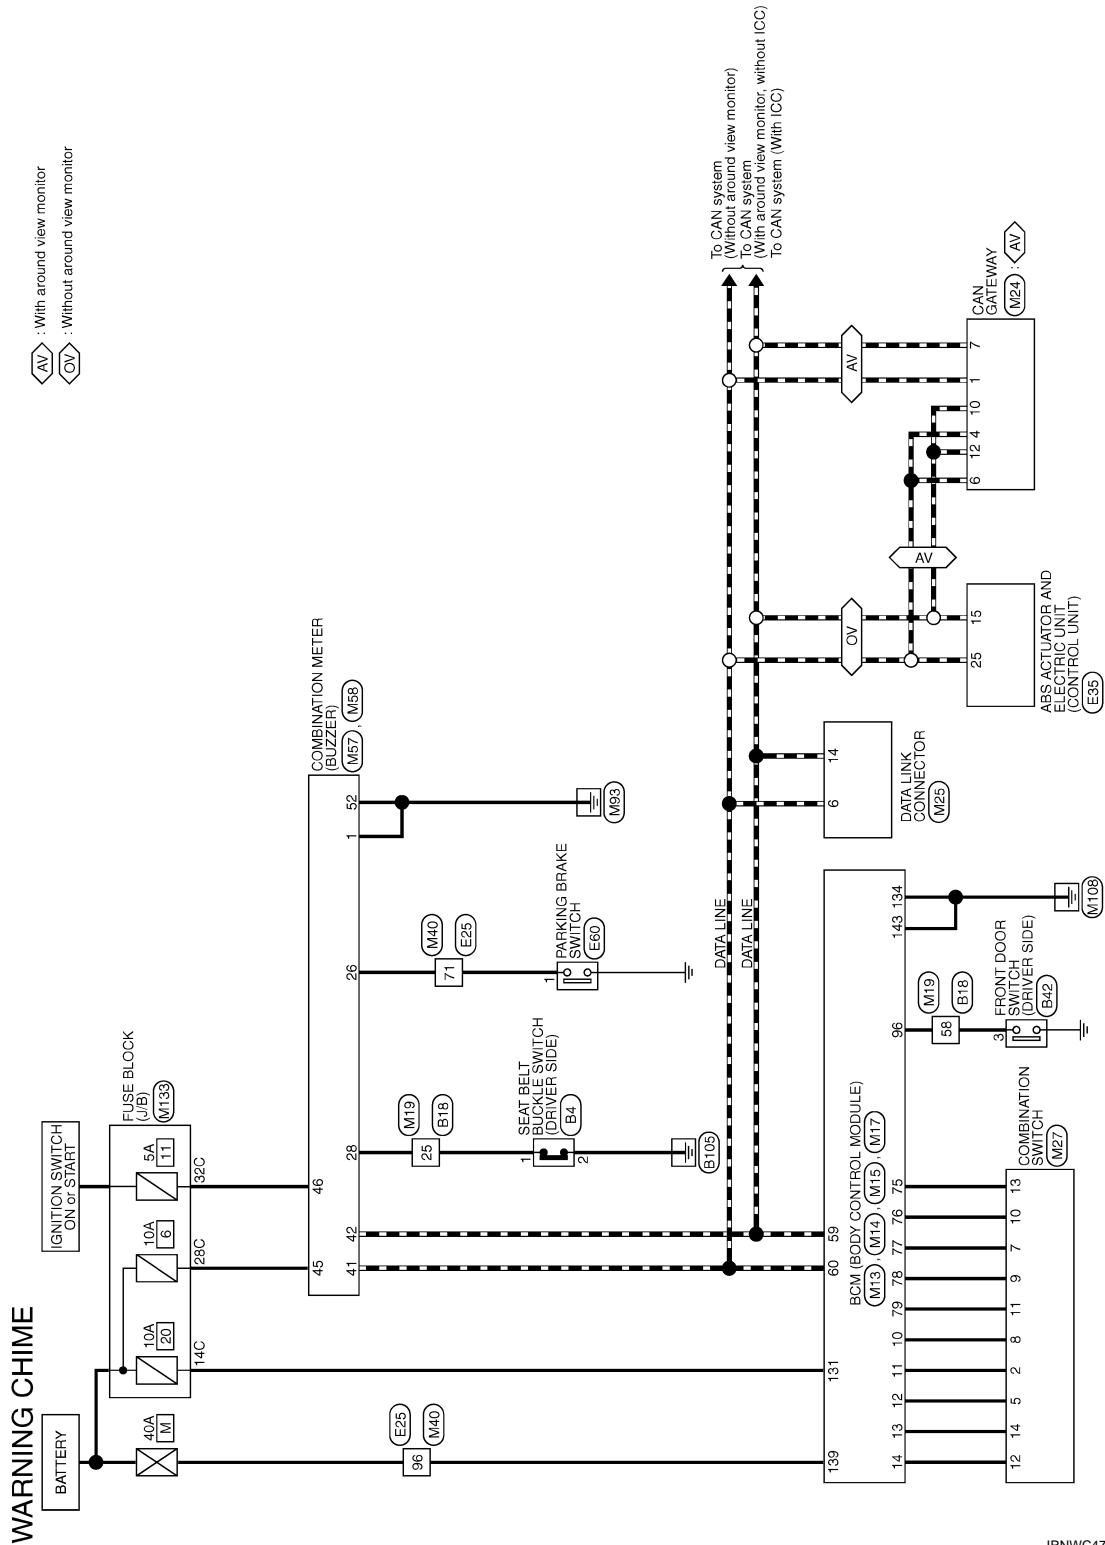 WARNING CHIME
AV : With around view monitor
OV : Without around view monitor
BATTERY
IGNITION SWITCH
ON or START
40A
M
10A
20
10A
6
5A
11
FUSE BLOCK
(J/B)
M133
14C
28C
32C
E25
96
M40
45
46
COMBINATION METER
(BUZZER)
M57 , M58
41
42
28
26
1
52
M19
25
B18
M40
71
E25
1
2
SEAT BELT
BUCKLE SWITCH
(DRIVER SIDE)
B4
B105
1
PARKING BRAKE
SWITCH
E60
M93
DATA LINE
DATA LINE
To CAN system
(Without around view monitor)
To CAN system
(With around view monitor, without ICC)
To CAN system (With ICC)
139
131
60
59
BCM (BODY CONTROL MODULE)
M13 , M14 , M15 , M17
14
13
12
11
10
79
78
77
76
75
96
143
134
12
14
5
2
8
11
9
7
10
13
COMBINATION
SWITCH
M27
M19
58
B18
3
FRONT DOOR
SWITCH
(DRIVER SIDE)
B42
M108
6
14
DATA LINK
CONNECTOR
M25
OV
AV
AV
25
15
ABS ACTUATOR AND
ELECTRIC UNIT
(CONTROL UNIT)
E35
6
12
4
10
1
7
CAN
GATEWAY
M24 : AV